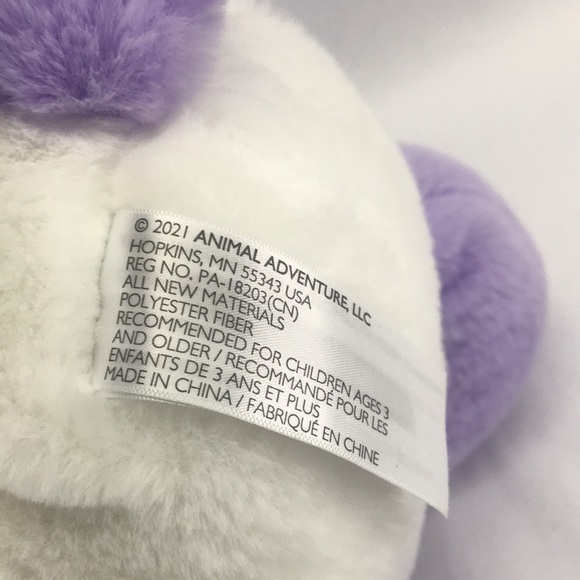 © 2021 ANIMAL ADVENTURE, LLC
HOPKINS, MN 55343 USA
REG NO. PA-18203(CN)
ALL NEW MATERIALS
POLYESTER FIBER
RECOMMENDED FOR CHILDREN AGES 3
AND OLDER / RECOMMANDÉ POUR LES
ENFANTS DE 3 ANS ET PLUS
MADE IN CHINA / FABRIQUÉ EN CHINE